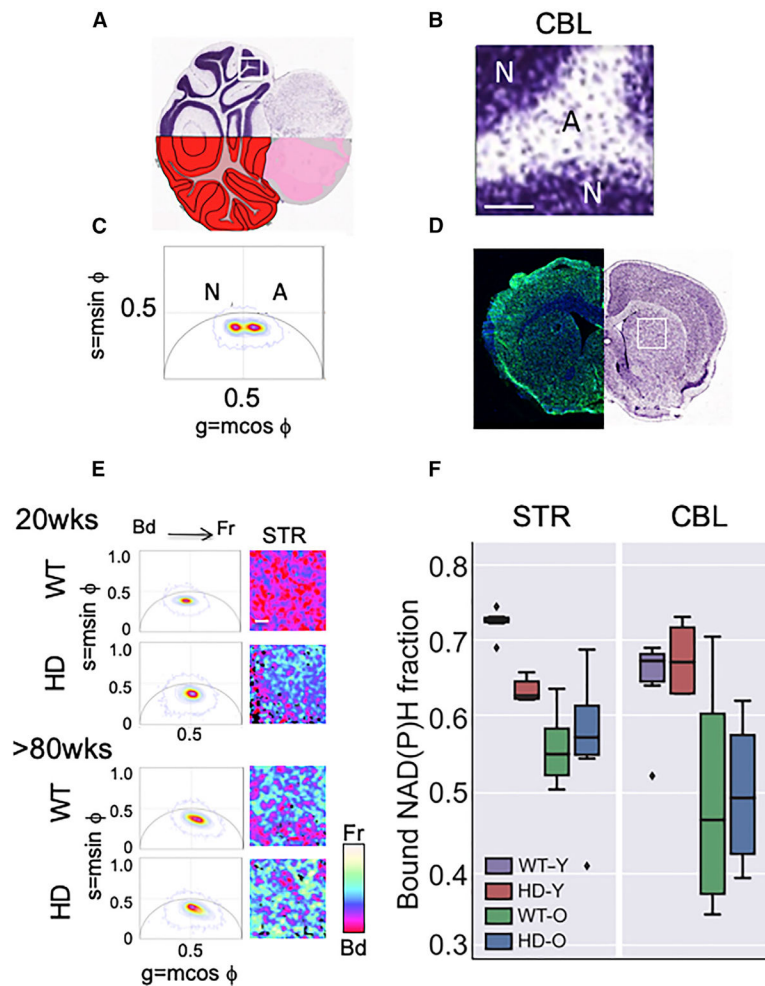 A
B
CBL
N
A
N
C
s=msin ϕ
0.5
N
A
0.5
g=mcos ϕ
D
E
20wks
Bd
Fr
STR
WT
s=msin ϕ
1.0
0.5
0
HD
1.0
0.5
0
0.5
>80wks
WT
s=msin ϕ
1.0
0.5
0
HD
1.0
0.5
0
0.5
g=mcos ϕ
Fr
Bd
F
STR
CBL
Bound NAD(P)H fraction
0.8
0.7
0.6
0.5
0.4
0.3
WT-Y
HD-Y
WT-O
HD-O